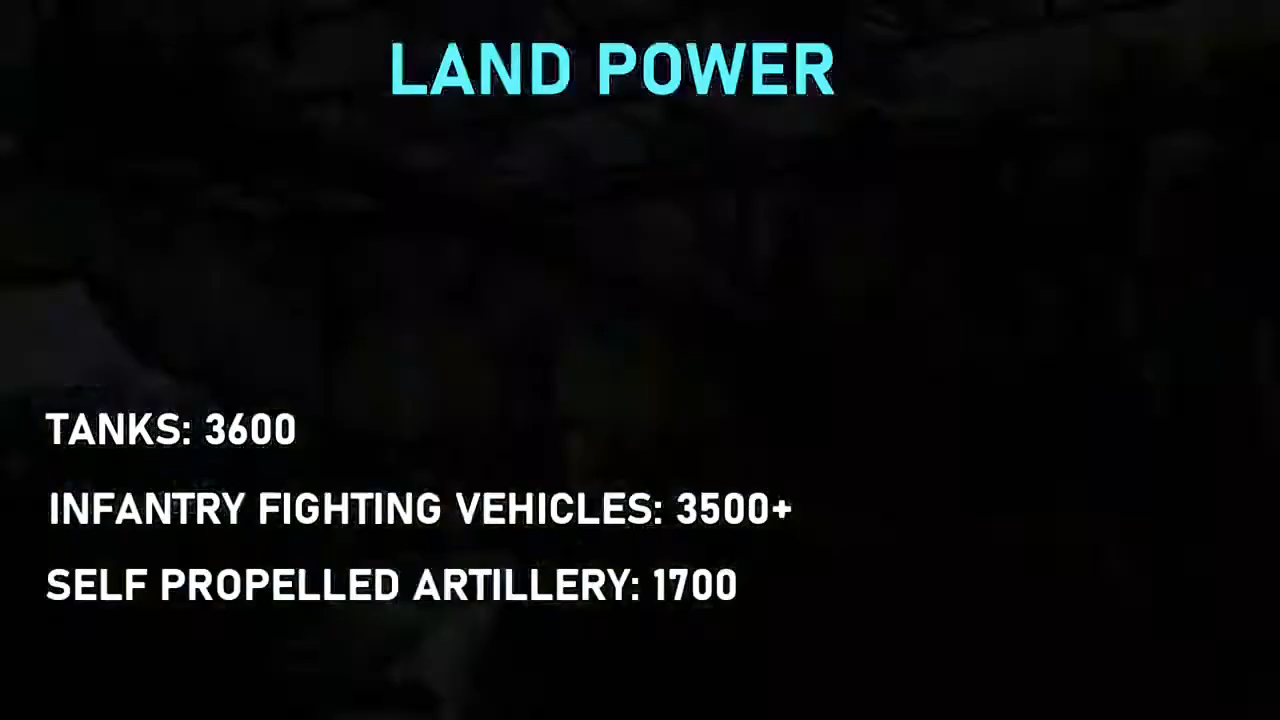 LAND POWER
TANKS: 3600
INFANTRY FIGHTING VEHICLES: 3500+
SELF PROPELLED ARTILLERY: 1700